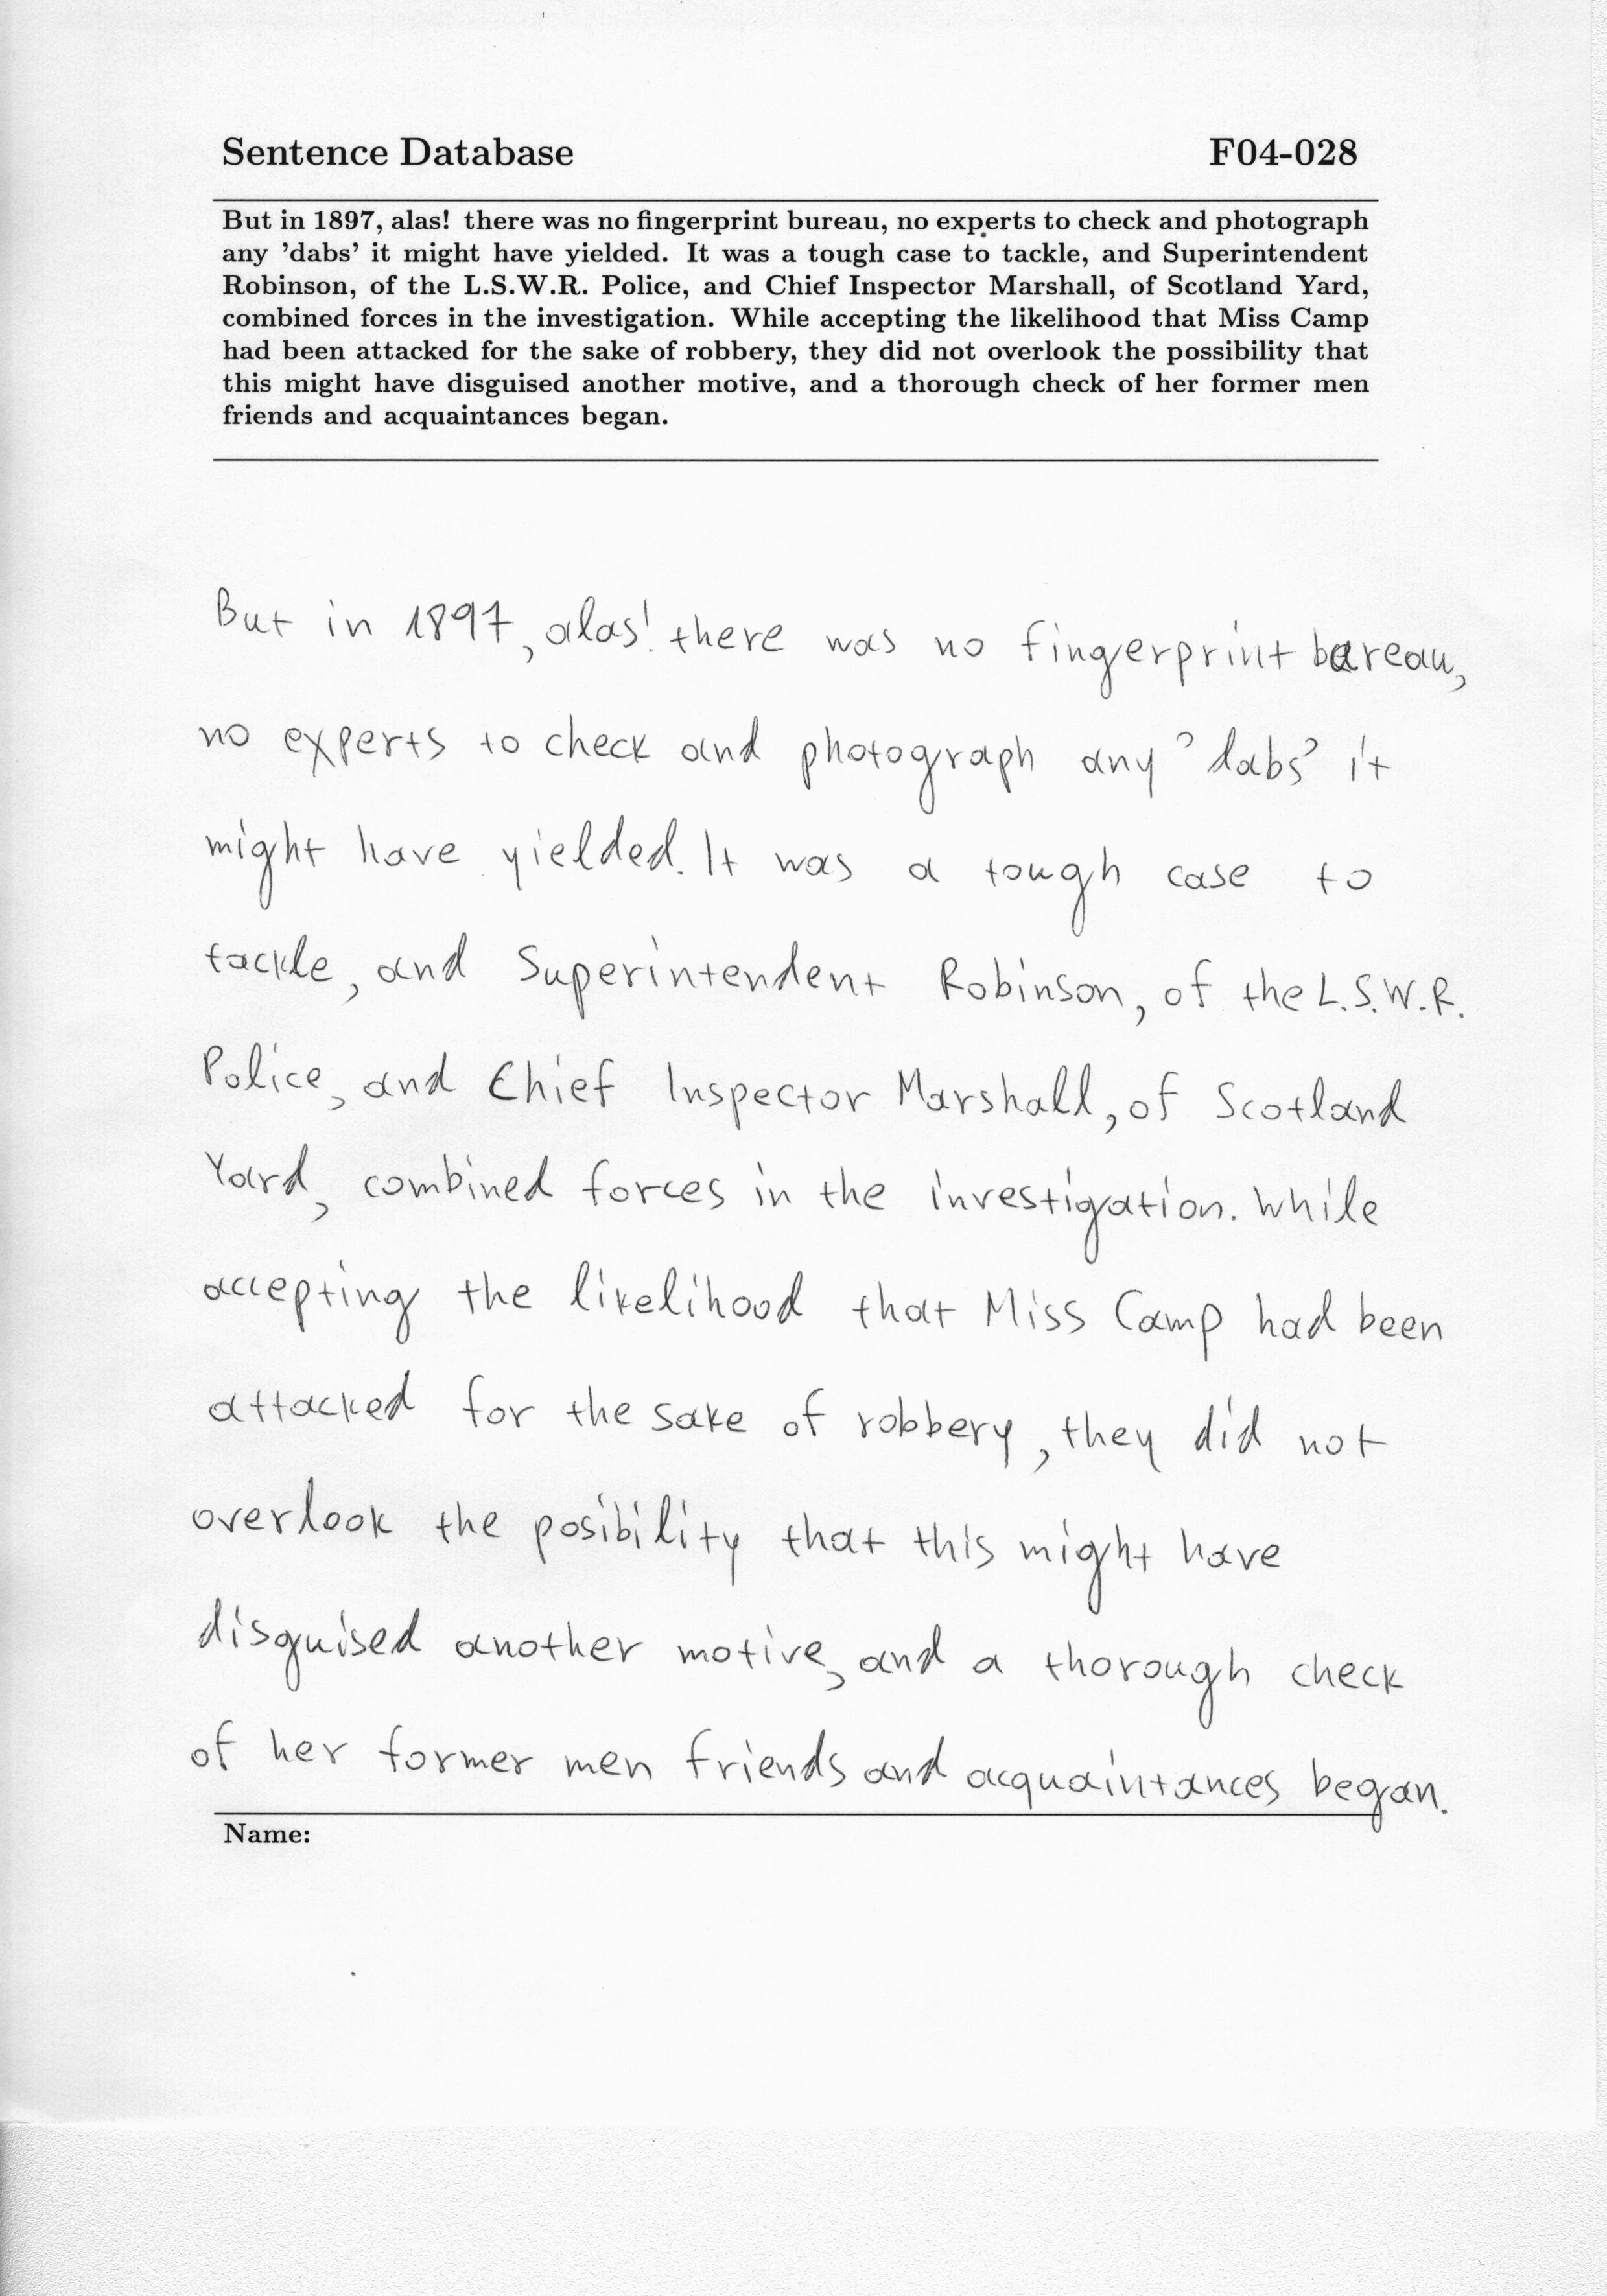 Sentence Database F04-028
But in 1897, alas! there was no fingerprint bureau, no experts to check and photograph
any 'dabs' it might have yielded. It was a tough case to tackle, and Superintendent
Robinson, of the L.S.W.R. Police, and Chief Inspector Marshall, of Scotland Yard,
combined forces in the investigation. While accepting the likelihood that Miss Camp
had been attacked for the sake of robbery, they did not overlook the possibility that
this might have disguised another motive, and a thorough check of her former men
friends and acquaintances began.
But in 1897, alas! there was no fingerprint bareau,
no experts to check and photograph any 'dabs' it
might have yielded. It was a tough case to
tackle, and Superintendent Robinson, of the L.S.W.R.
Police, and Chief Inspector Marshall, of Scotland
Yard, combined forces in the investigation. While
accepting the likelihood that Miss Camp had been
attacked for the sake of robbery, they did not
overlook the posibility that this might have
disguised another motive, and a thorough check
of her former men friends and acquaintances began.
Name: